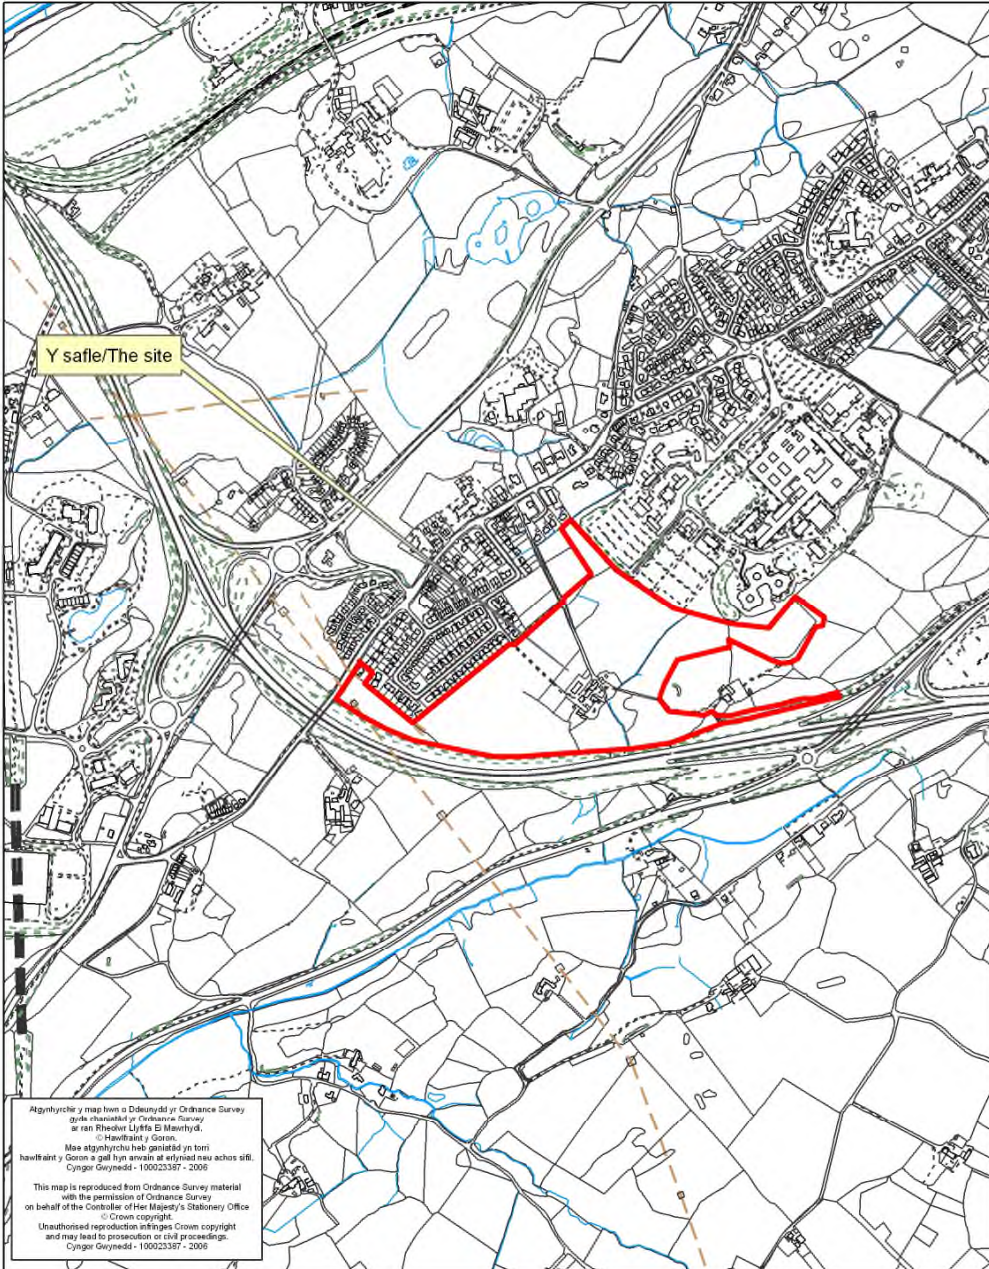 Y safle/The site
Atgynhyrchir y map hwn o Ddeunydd yr Ordnance Survey
gyda chaniatâd yr Ordnance Survey
ar ran Rheolwr Llyfrfa Ei Mawrhydi.
© Hawlfraint y Goron.
Mae atgynhyrchu heb ganiatâd yn torri
hawlfraint y Goron a gall hyn arwain at erlyniad neu achos sifil.
Cyngor Gwynedd - 100023387 - 2006
This map is reproduced from Ordnance Survey material
with the permission of Ordnance Survey
on behalf of the Controller of Her Majesty's Stationery Office
© Crown copyright.
Unauthorised reproduction infringes Crown copyright
and may lead to prosecution or civil proceedings.
Cyngor Gwynedd - 100023387 - 2006